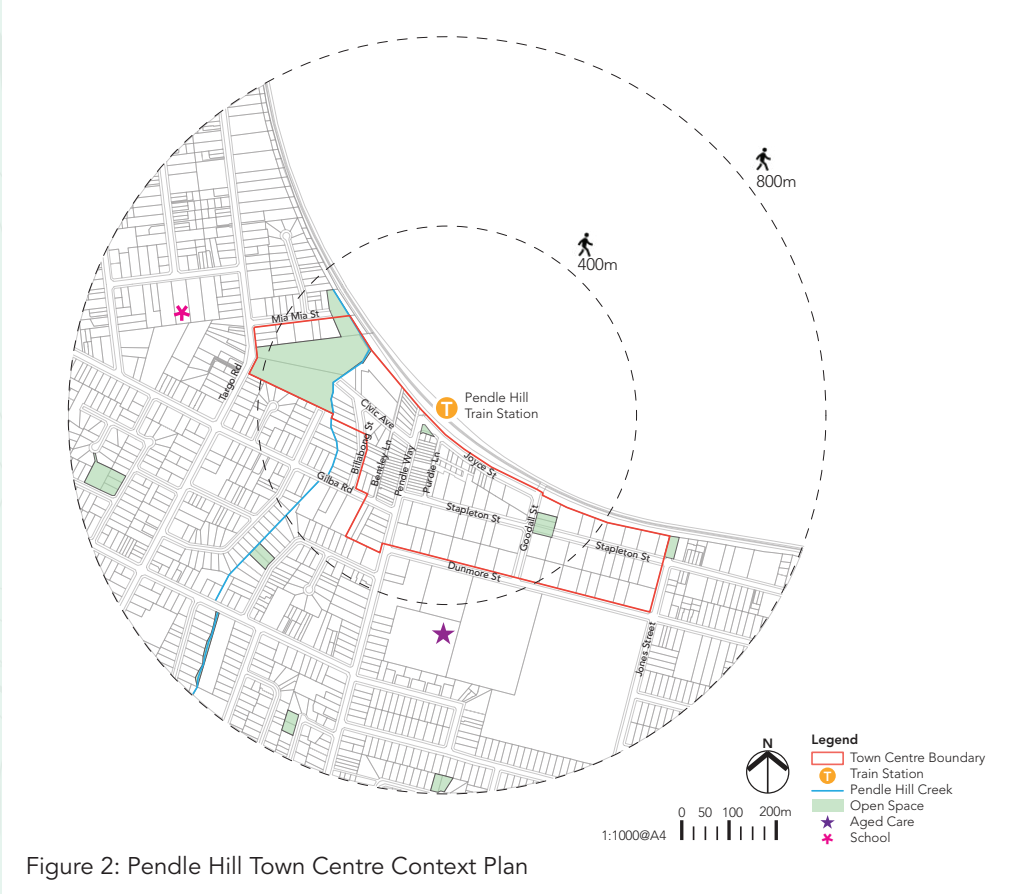 800m
400m
Mia Mia St
Targo Rd
T
Pendle Hill
Train Station
Civic Ave
Billabong St
Bentley Ln
Pendle Way
Purdie Ln
Joyce St
Gilba Rd
Stapleton St
Goodall St
Stapleton St
Dunmore St
Jones Street
N
0 50 100 200m
1:1000@A4
Legend
Town Centre Boundary
T Train Station
Pendle Hill Creek
Open Space
Aged Care
School
Figure 2: Pendle Hill Town Centre Context Plan